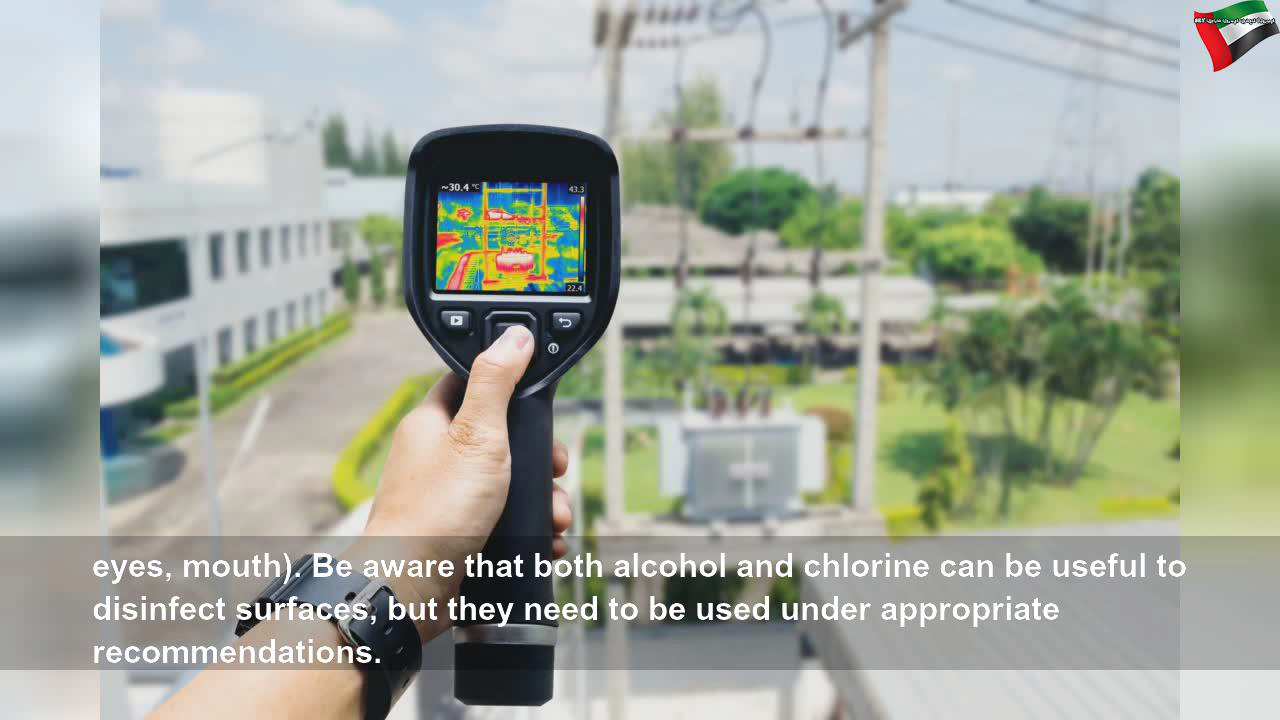 ~30.4 °C
43.3
22.4
eyes, mouth). Be aware that both alcohol and chlorine can be useful to
disinfect surfaces, but they need to be used under appropriate
recommendations.